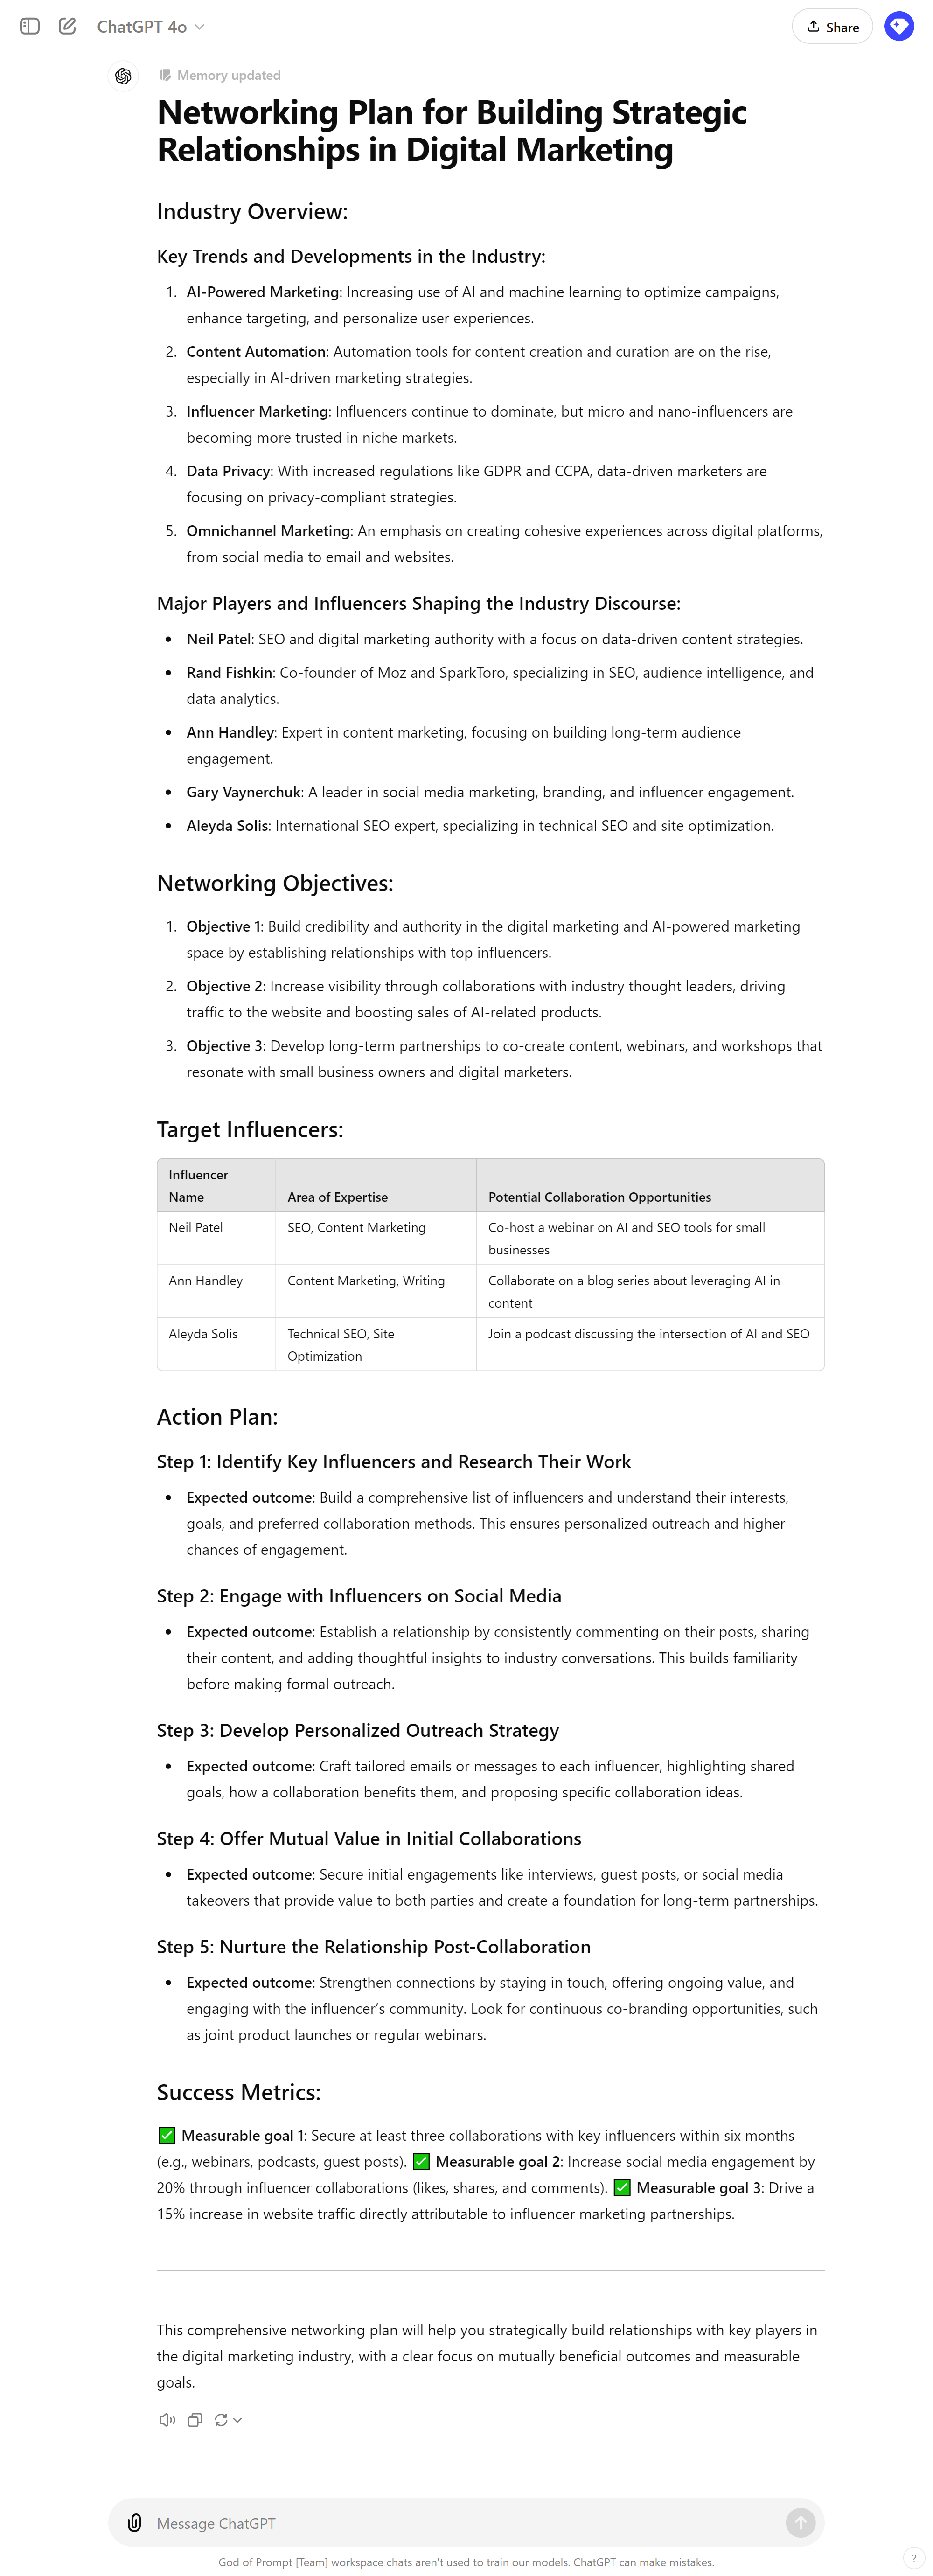 ChatGPT 4o
Share
Memory updated
Networking Plan for Building Strategic
Relationships in Digital Marketing
Industry Overview:
Key Trends and Developments in the Industry:
1. AI-Powered Marketing: Increasing use of AI and machine learning to optimize campaigns,
enhance targeting, and personalize user experiences.
2. Content Automation: Automation tools for content creation and curation are on the rise,
especially in AI-driven marketing strategies.
3. Influencer Marketing: Influencers continue to dominate, but micro and nano-influencers are
becoming more trusted in niche markets.
4. Data Privacy: With increased regulations like GDPR and CCPA, data-driven marketers are
focusing on privacy-compliant strategies.
5. Omnichannel Marketing: An emphasis on creating cohesive experiences across digital platforms,
from social media to email and websites.
Major Players and Influencers Shaping the Industry Discourse:
• Neil Patel: SEO and digital marketing authority with a focus on data-driven content strategies.
• Rand Fishkin: Co-founder of Moz and SparkToro, specializing in SEO, audience intelligence, and
data analytics.
• Ann Handley: Expert in content marketing, focusing on building long-term audience
engagement.
• Gary Vaynerchuk: A leader in social media marketing, branding, and influencer engagement.
• Aleyda Solis: International SEO expert, specializing in technical SEO and site optimization.
Networking Objectives:
1. Objective 1: Build credibility and authority in the digital marketing and AI-powered marketing
space by establishing relationships with top influencers.
2. Objective 2: Increase visibility through collaborations with industry thought leaders, driving
traffic to the website and boosting sales of AI-related products.
3. Objective 3: Develop long-term partnerships to co-create content, webinars, and workshops that
resonate with small business owners and digital marketers.
Target Influencers:
Influencer
Name
Area of Expertise
Potential Collaboration Opportunities
Neil Patel
SEO, Content Marketing
Co-host a webinar on AI and SEO tools for small
businesses
Ann Handley
Content Marketing, Writing
Collaborate on a blog series about leveraging AI in
content
Aleyda Solis
Technical SEO, Site
Optimization
Join a podcast discussing the intersection of AI and SEO
Action Plan:
Step 1: Identify Key Influencers and Research Their Work
• Expected outcome: Build a comprehensive list of influencers and understand their interests,
goals, and preferred collaboration methods. This ensures personalized outreach and higher
chances of engagement.
Step 2: Engage with Influencers on Social Media
• Expected outcome: Establish a relationship by consistently commenting on their posts, sharing
their content, and adding thoughtful insights to industry conversations. This builds familiarity
before making formal outreach.
Step 3: Develop Personalized Outreach Strategy
• Expected outcome: Craft tailored emails or messages to each influencer, highlighting shared
goals, how a collaboration benefits them, and proposing specific collaboration ideas.
Step 4: Offer Mutual Value in Initial Collaborations
• Expected outcome: Secure initial engagements like interviews, guest posts, or social media
takeovers that provide value to both parties and create a foundation for long-term partnerships.
Step 5: Nurture the Relationship Post-Collaboration
• Expected outcome: Strengthen connections by staying in touch, offering ongoing value, and
engaging with the influencer's community. Look for continuous co-branding opportunities, such
as joint product launches or regular webinars.
Success Metrics:
✅ Measurable goal 1: Secure at least three collaborations with key influencers within six months
(e.g., webinars, podcasts, guest posts). ✅ Measurable goal 2: Increase social media engagement by
20% through influencer collaborations (likes, shares, and comments). ✅ Measurable goal 3: Drive a
15% increase in website traffic directly attributable to influencer marketing partnerships.
This comprehensive networking plan will help you strategically build relationships with key players in
the digital marketing industry, with a clear focus on mutually beneficial outcomes and measurable
goals.
Message ChatGPT
God of Prompt [Team] workspace chats aren't used to train our models. ChatGPT can make mistakes.
?